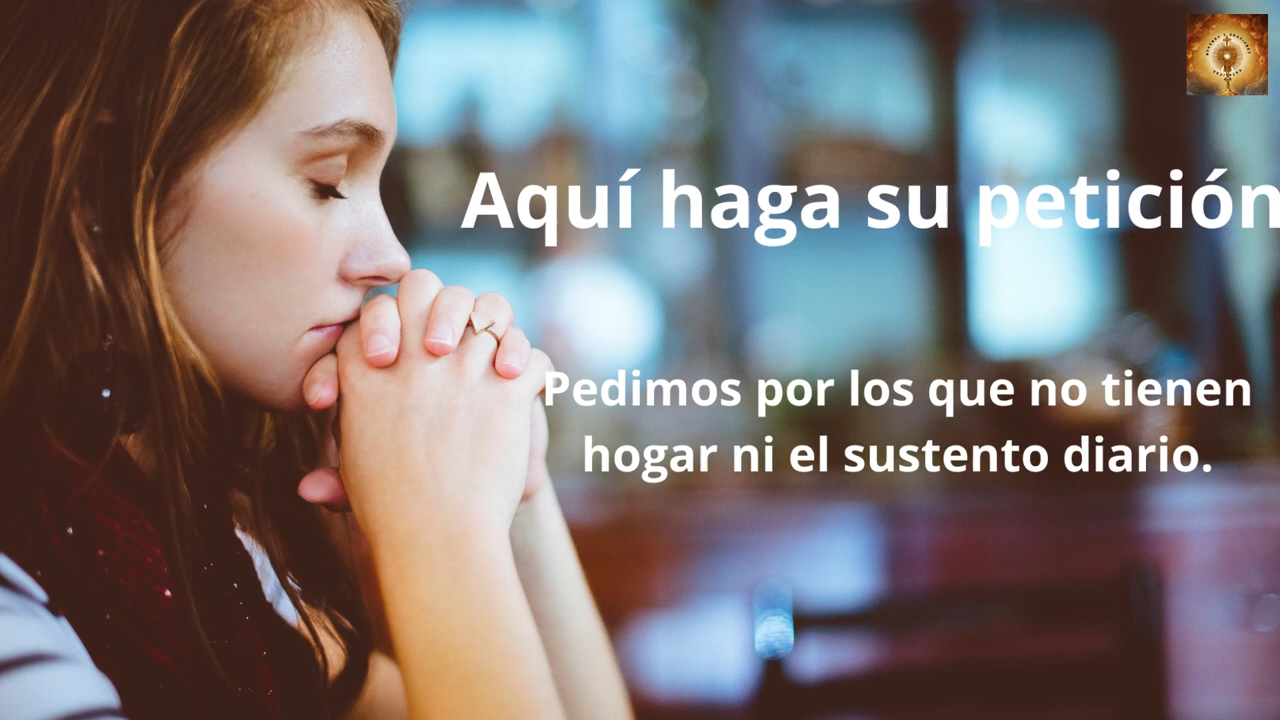 Aquí haga su petición
Pedimos por los que no tienen
hogar ni el sustento diario.